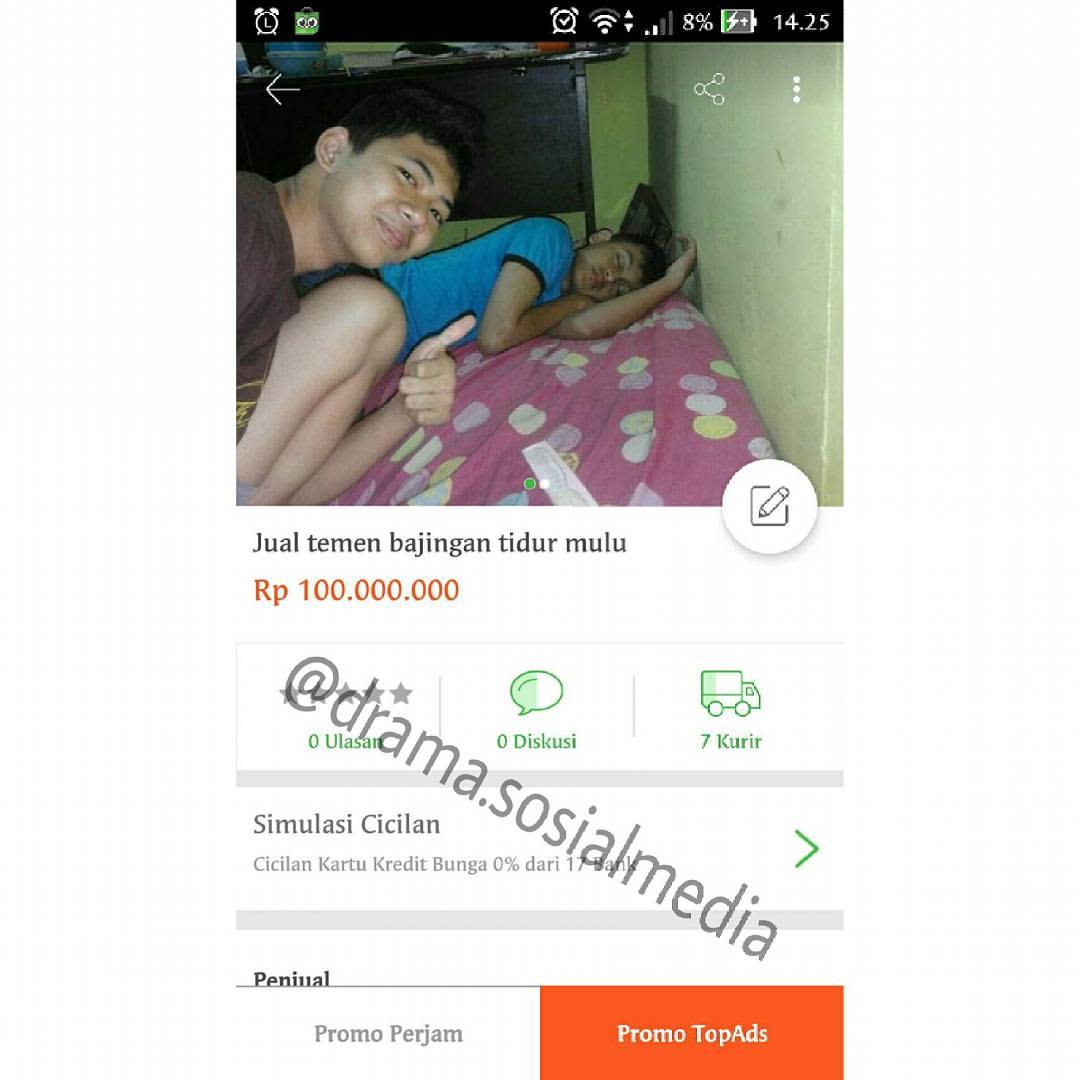 8% 14.25
Jual temen bajingan tidur mulu
Rp 100.000.000
0 Ulasan
0 Diskusi
7 Kurir
@drama.sosialmedia
Simulasi Cicilan
Cicilan Kartu Kredit Bunga 0% dari 17 Bank
Penjual
Promo Perjam
Promo TopAds